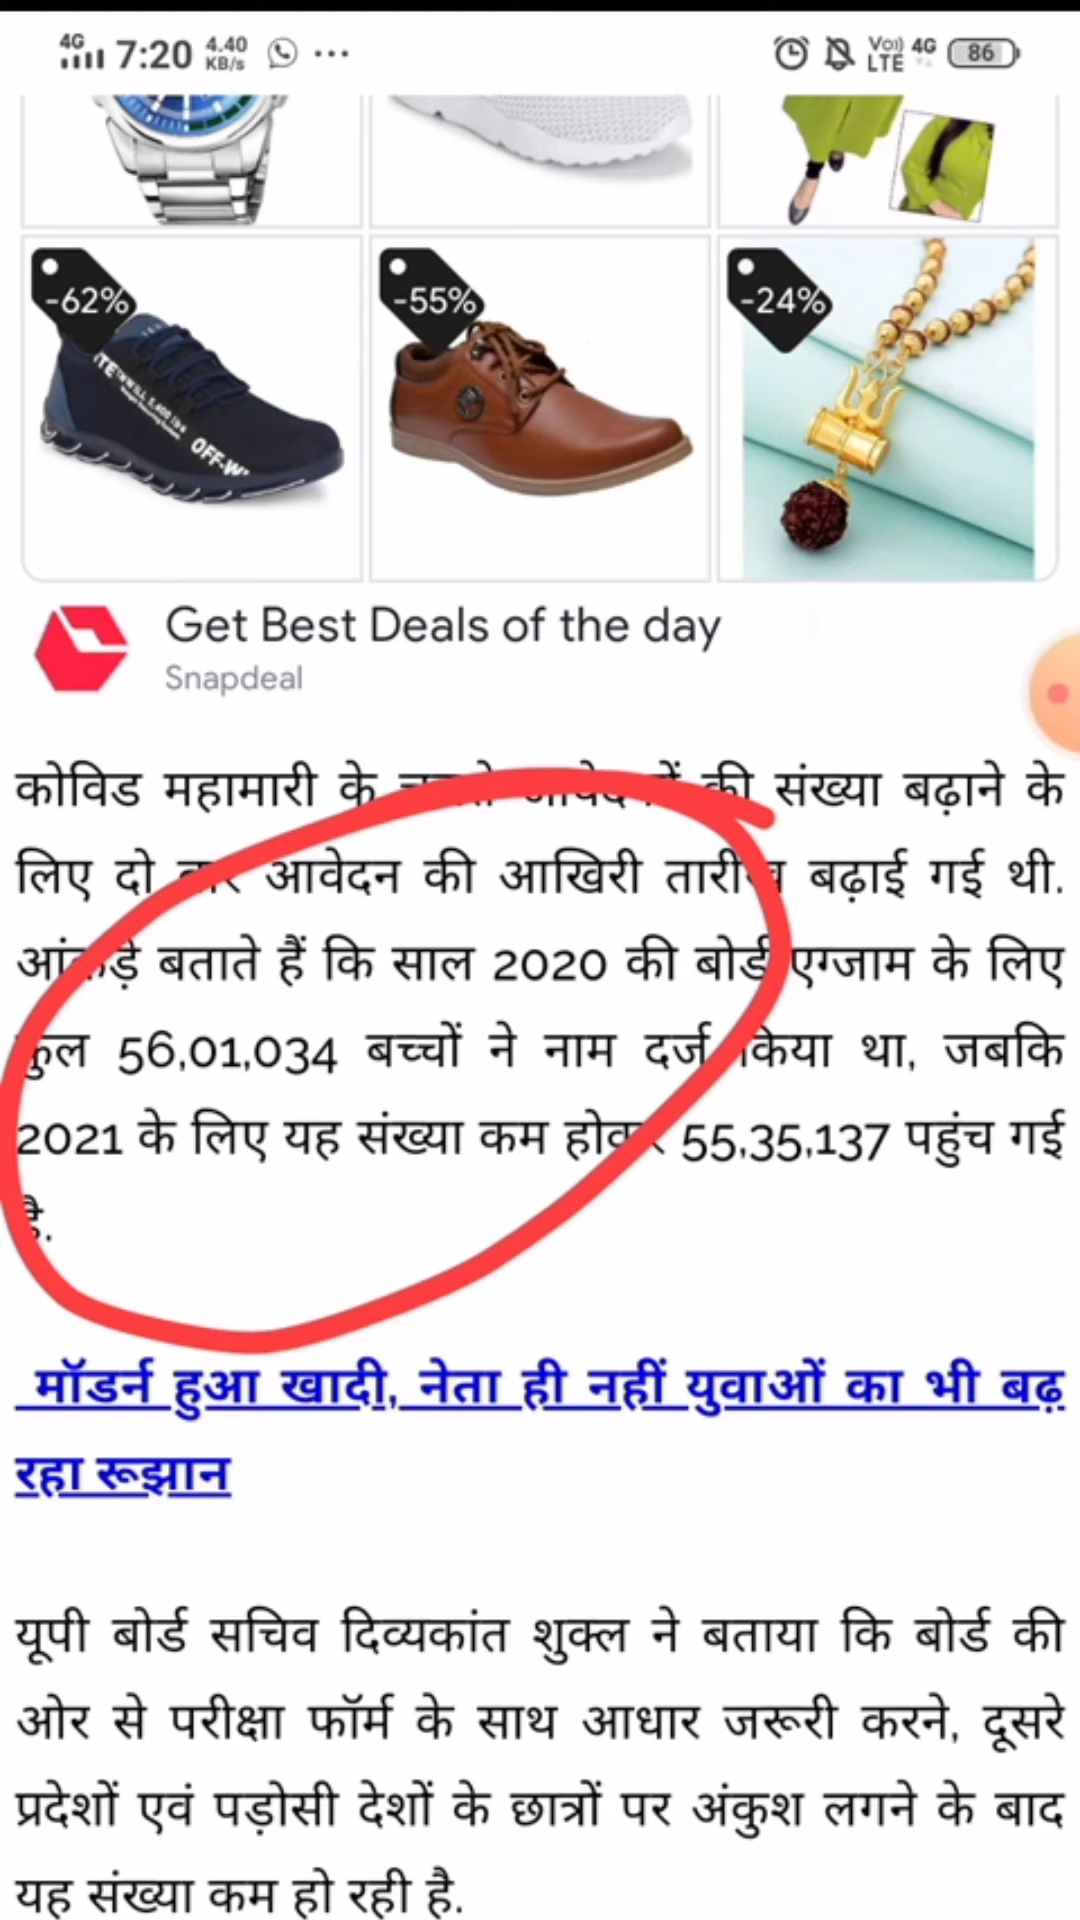 4G 7:20 4.40 KB/s ...
Vo)) LTE 4G 86
-62% -55% -24%
OFF-W
Get Best Deals of the day
Snapdeal
कोविड महामारी के की संख्या बढ़ाने के
लिए दो आवेदन की आखिरी तारीख बढ़ाई गई थी.
आंकड़े बताते हैं कि साल 2020 की बोर्ड एग्जाम के लिए
कुल 56,01,034 बच्चों ने नाम दर्ज किया था, जबकि
2021 के लिए यह संख्या कम होकर 55,35,137 पहुंच गई
है.
मॉडर्न हुआ खादी, नेता ही नहीं युवाओं का भी बढ़
रहा रूझान
यूपी बोर्ड सचिव दिव्यकांत शुक्ल ने बताया कि बोर्ड की
ओर से परीक्षा फॉर्म के साथ आधार जरूरी करने, दूसरे
प्रदेशों एवं पड़ोसी देशों के छात्रों पर अंकुश लगने के बाद
यह संख्या कम हो रही है.